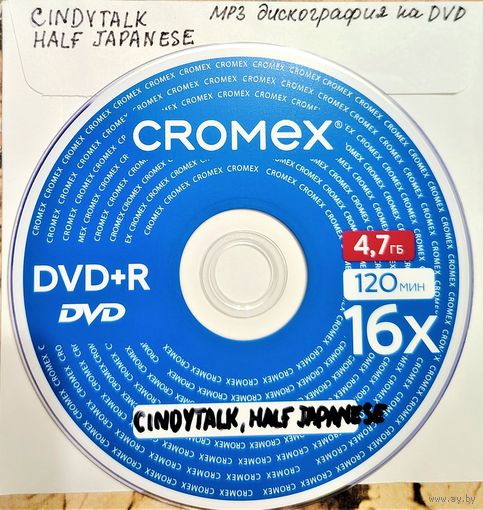 CINDYTALK
HALF JAPANESE
MP3 дискография на DVD
CROMEX®
DVD+R
DVD
4,7 ГБ
120 МИН
16x
CINDYTALK, HALF JAPANESE
www.ay.by